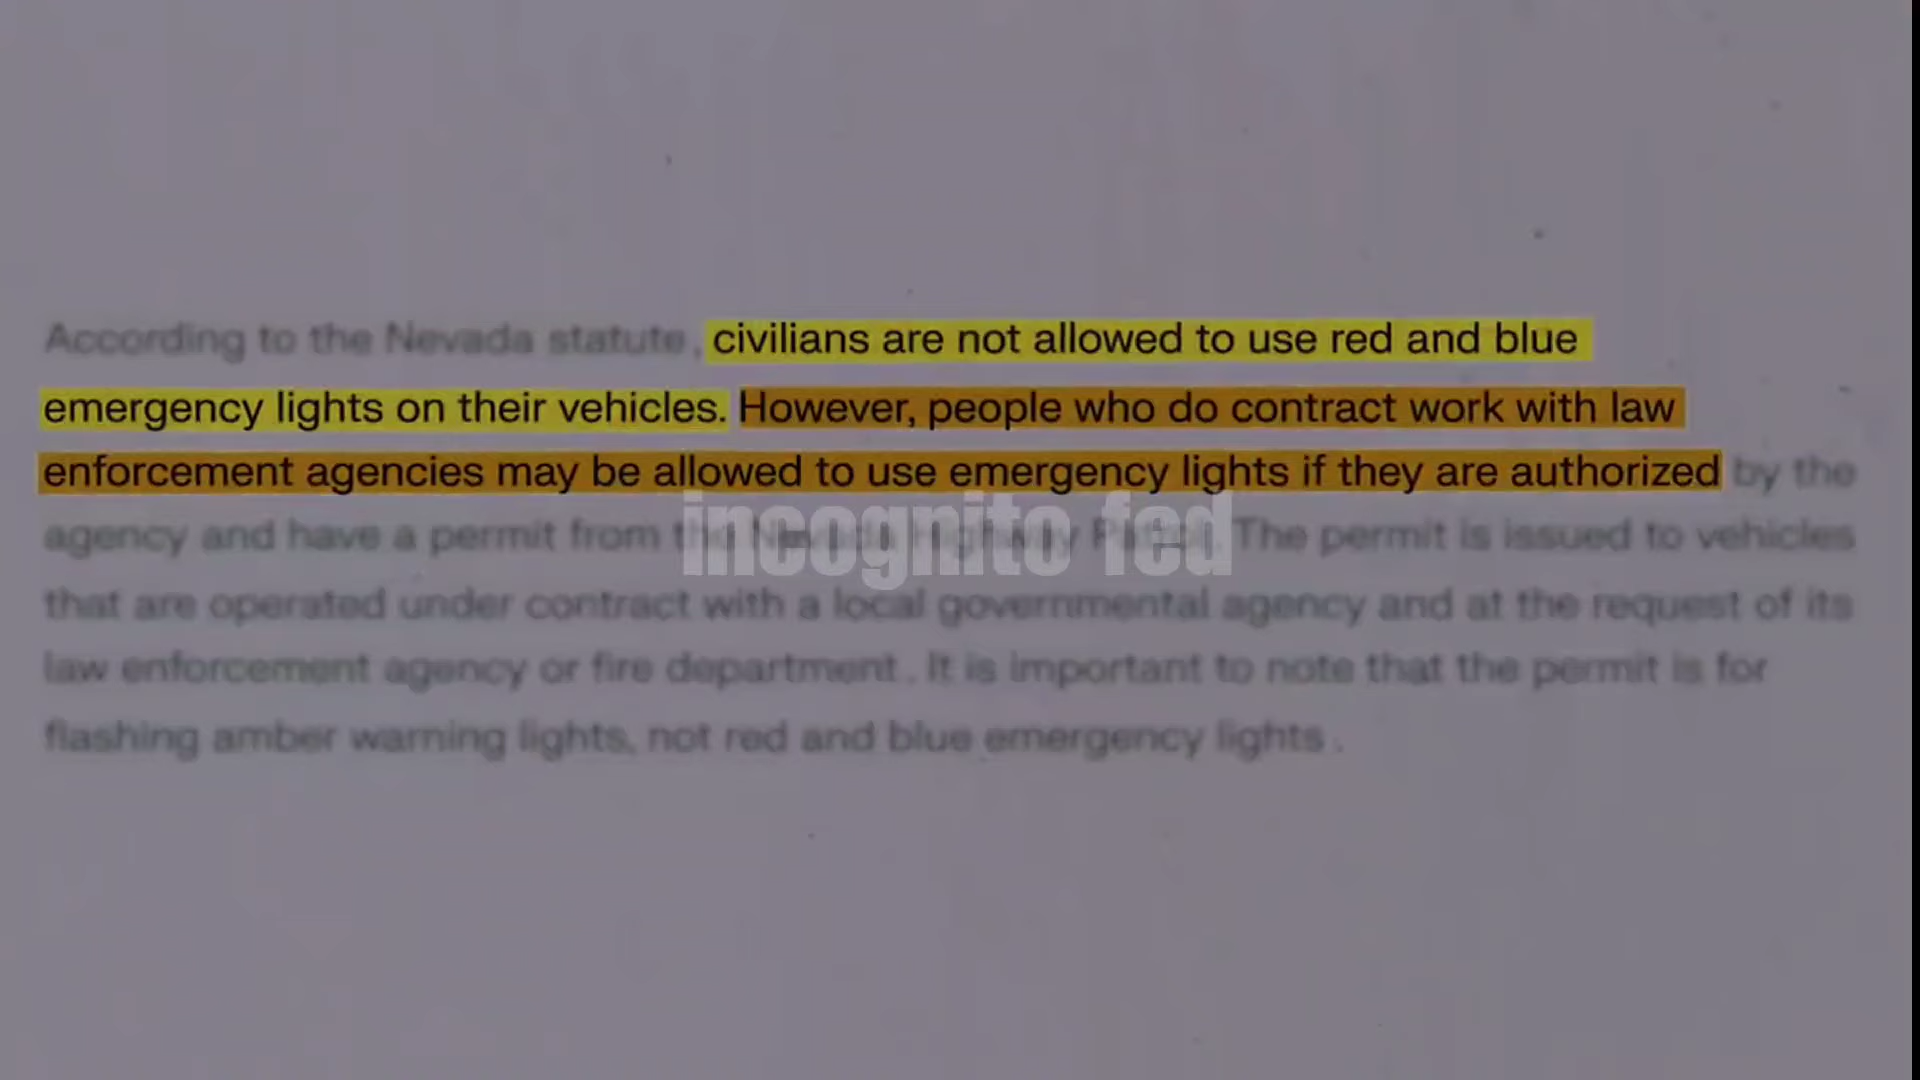 According to the Nevada statute, civilians are not allowed to use red and blue
emergency lights on their vehicles. However, people who do contract work with law
enforcement agencies may be allowed to use emergency lights if they are authorized by the
agency and have a permit from the Nevada Highway Patrol. The permit is issued to vehicles
incognito fed
that are operated under contract with a local governmental agency and at the request of its
law enforcement agency or fire department. It is important to note that the permit is for
flashing amber warning lights, not red and blue emergency lights.